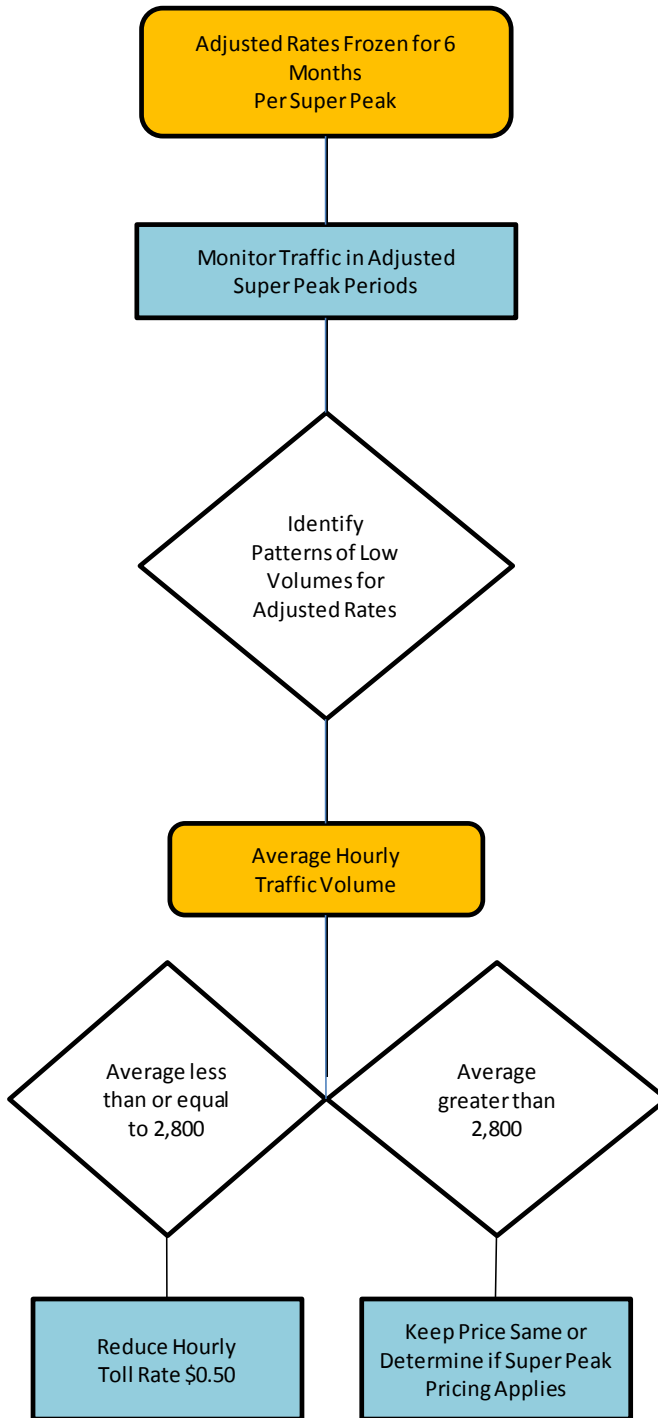 Adjusted Rates Frozen for 6
Months
Per Super Peak
Monitor Traffic in Adjusted
Super Peak Periods
Identify
Patterns of Low
Volumes for
Adjusted Rates
Average Hourly
Traffic Volume
Average less
than or equal
to 2,800
Average
greater than
2,800
Reduce Hourly
Toll Rate $0.50
Keep Price Same or
Determine if Super Peak
Pricing Applies